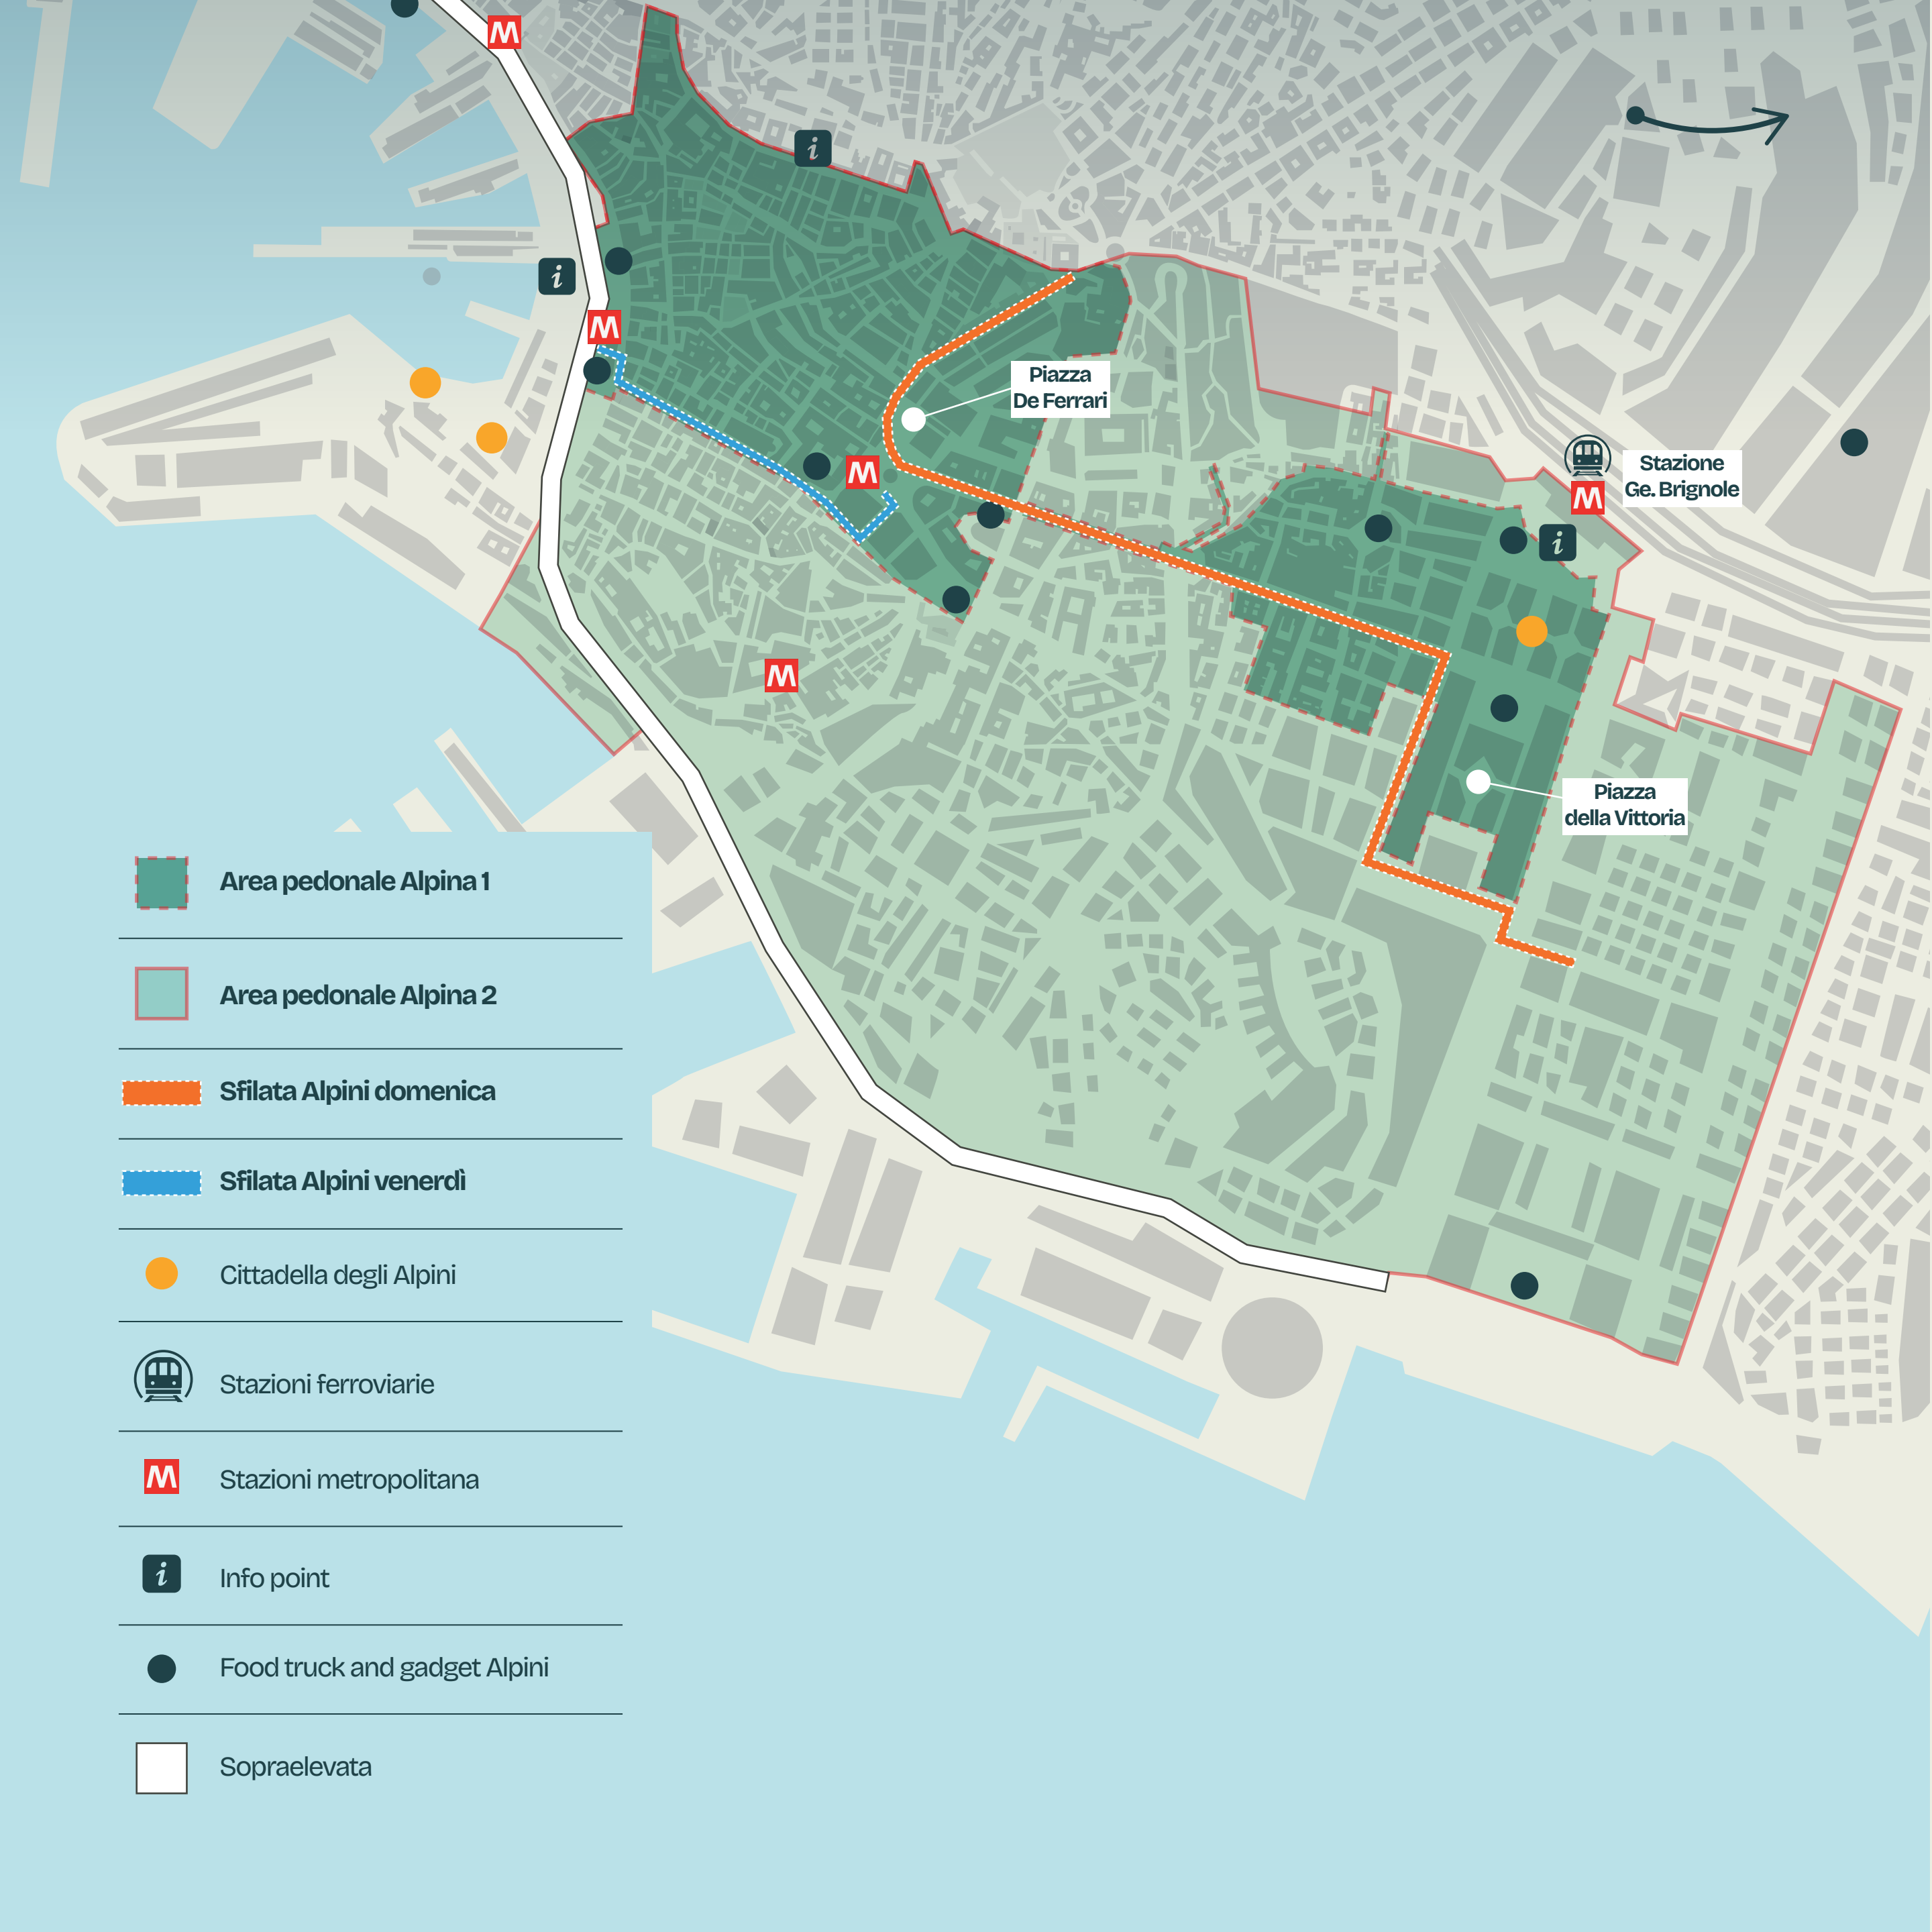 M
i
i
M
Piazza
De Ferrari
M
Stazione
Ge. Brignole
M
i
M
Piazza
della Vittoria
Area pedonale Alpina 1
Area pedonale Alpina 2
Sfilata Alpini domenica
Sfilata Alpini venerdì
Cittadella degli Alpini
Stazioni ferroviarie
M
Stazioni metropolitana
i
Info point
Food truck and gadget Alpini
Sopraelevata